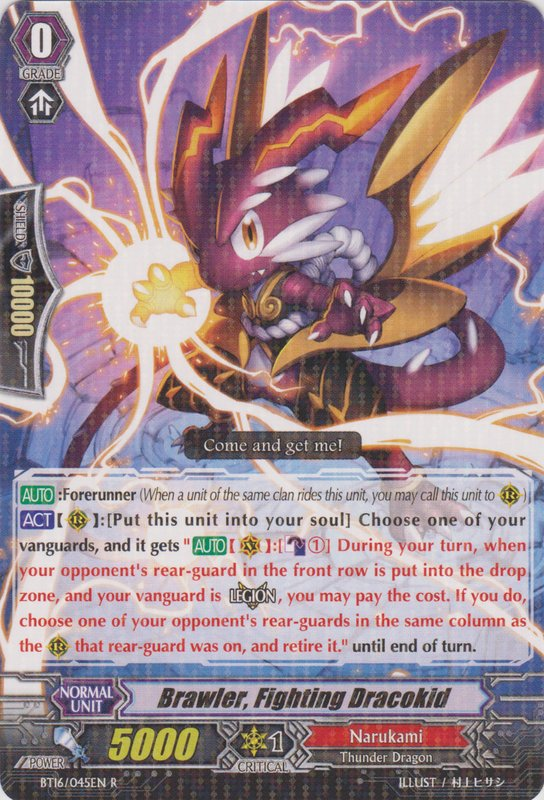 0
GRADE
SHIELD
10000
Come and get me!
AUTO :Forerunner (When a unit of the same clan rides this unit, you may call this unit to R).
ACT【 R 】:[Put this unit into your soul] Choose one of your
vanguards, and it gets "AUTO【 V 】:[①] During your turn, when
your opponent's rear-guard in the front row is put into the drop
zone, and your vanguard is LEGION, you may pay the cost. If you do,
choose one of your opponent's rear-guards in the same column as
the R that rear-guard was on, and retire it." until end of turn.
NORMAL
UNIT
Brawler, Fighting Dracokid
POWER
5000
1
CRITICAL
Narukami
Thunder Dragon
BT16/045EN R
ILLUST / 村上ヒサシ